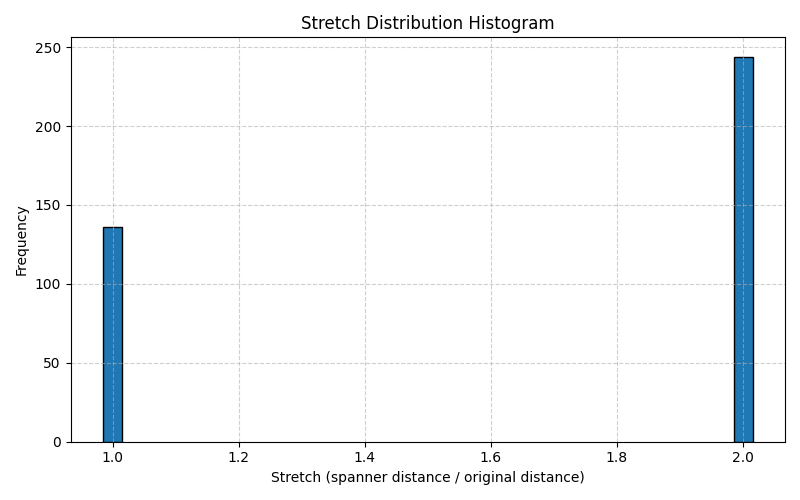 Stretch Distribution Histogram
250
200
150
100
50
0
Frequency
1.0 1.2 1.4 1.6 1.8 2.0
Stretch (spanner distance / original distance)